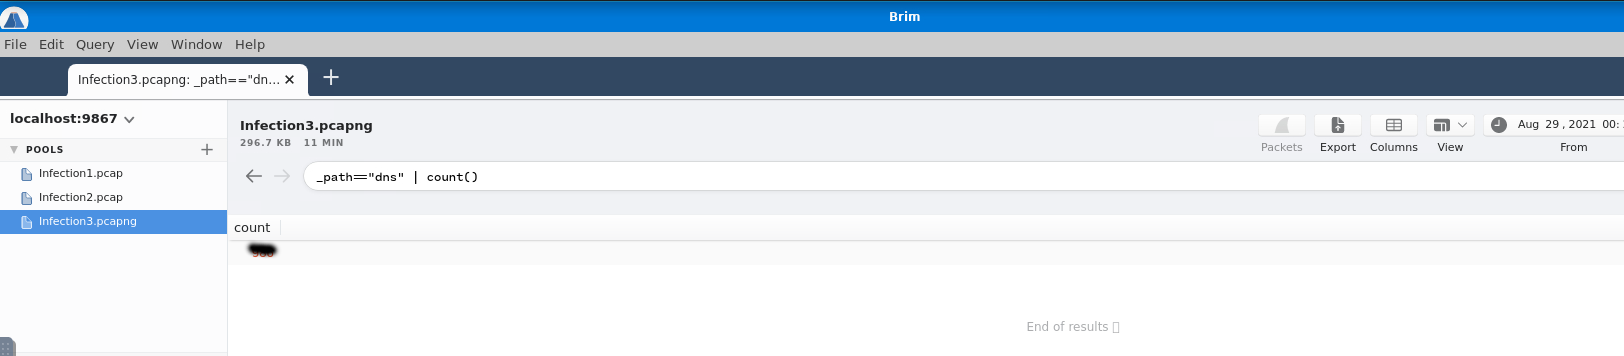 Brim
File Edit Query View Window Help
Infection3.pcapng: _path=="dn...
localhost:9867
POOLS
Infection1.pcap
Infection2.pcap
Infection3.pcapng
Infection3.pcapng
296.7 KB 11 MIN
Packets Export Columns View
Aug 29, 2021 00:
From
_path=="dns" | count()
count
End of results